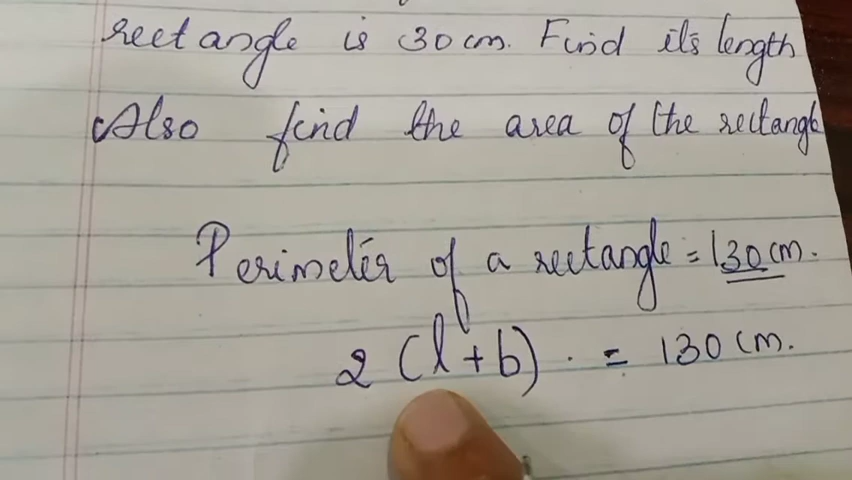 rectangle is 30 cm. Find its length
Also find the area of the rectangle
Perimeter of a rectangle = 130 cm.
2 (l + b) = 130 cm.